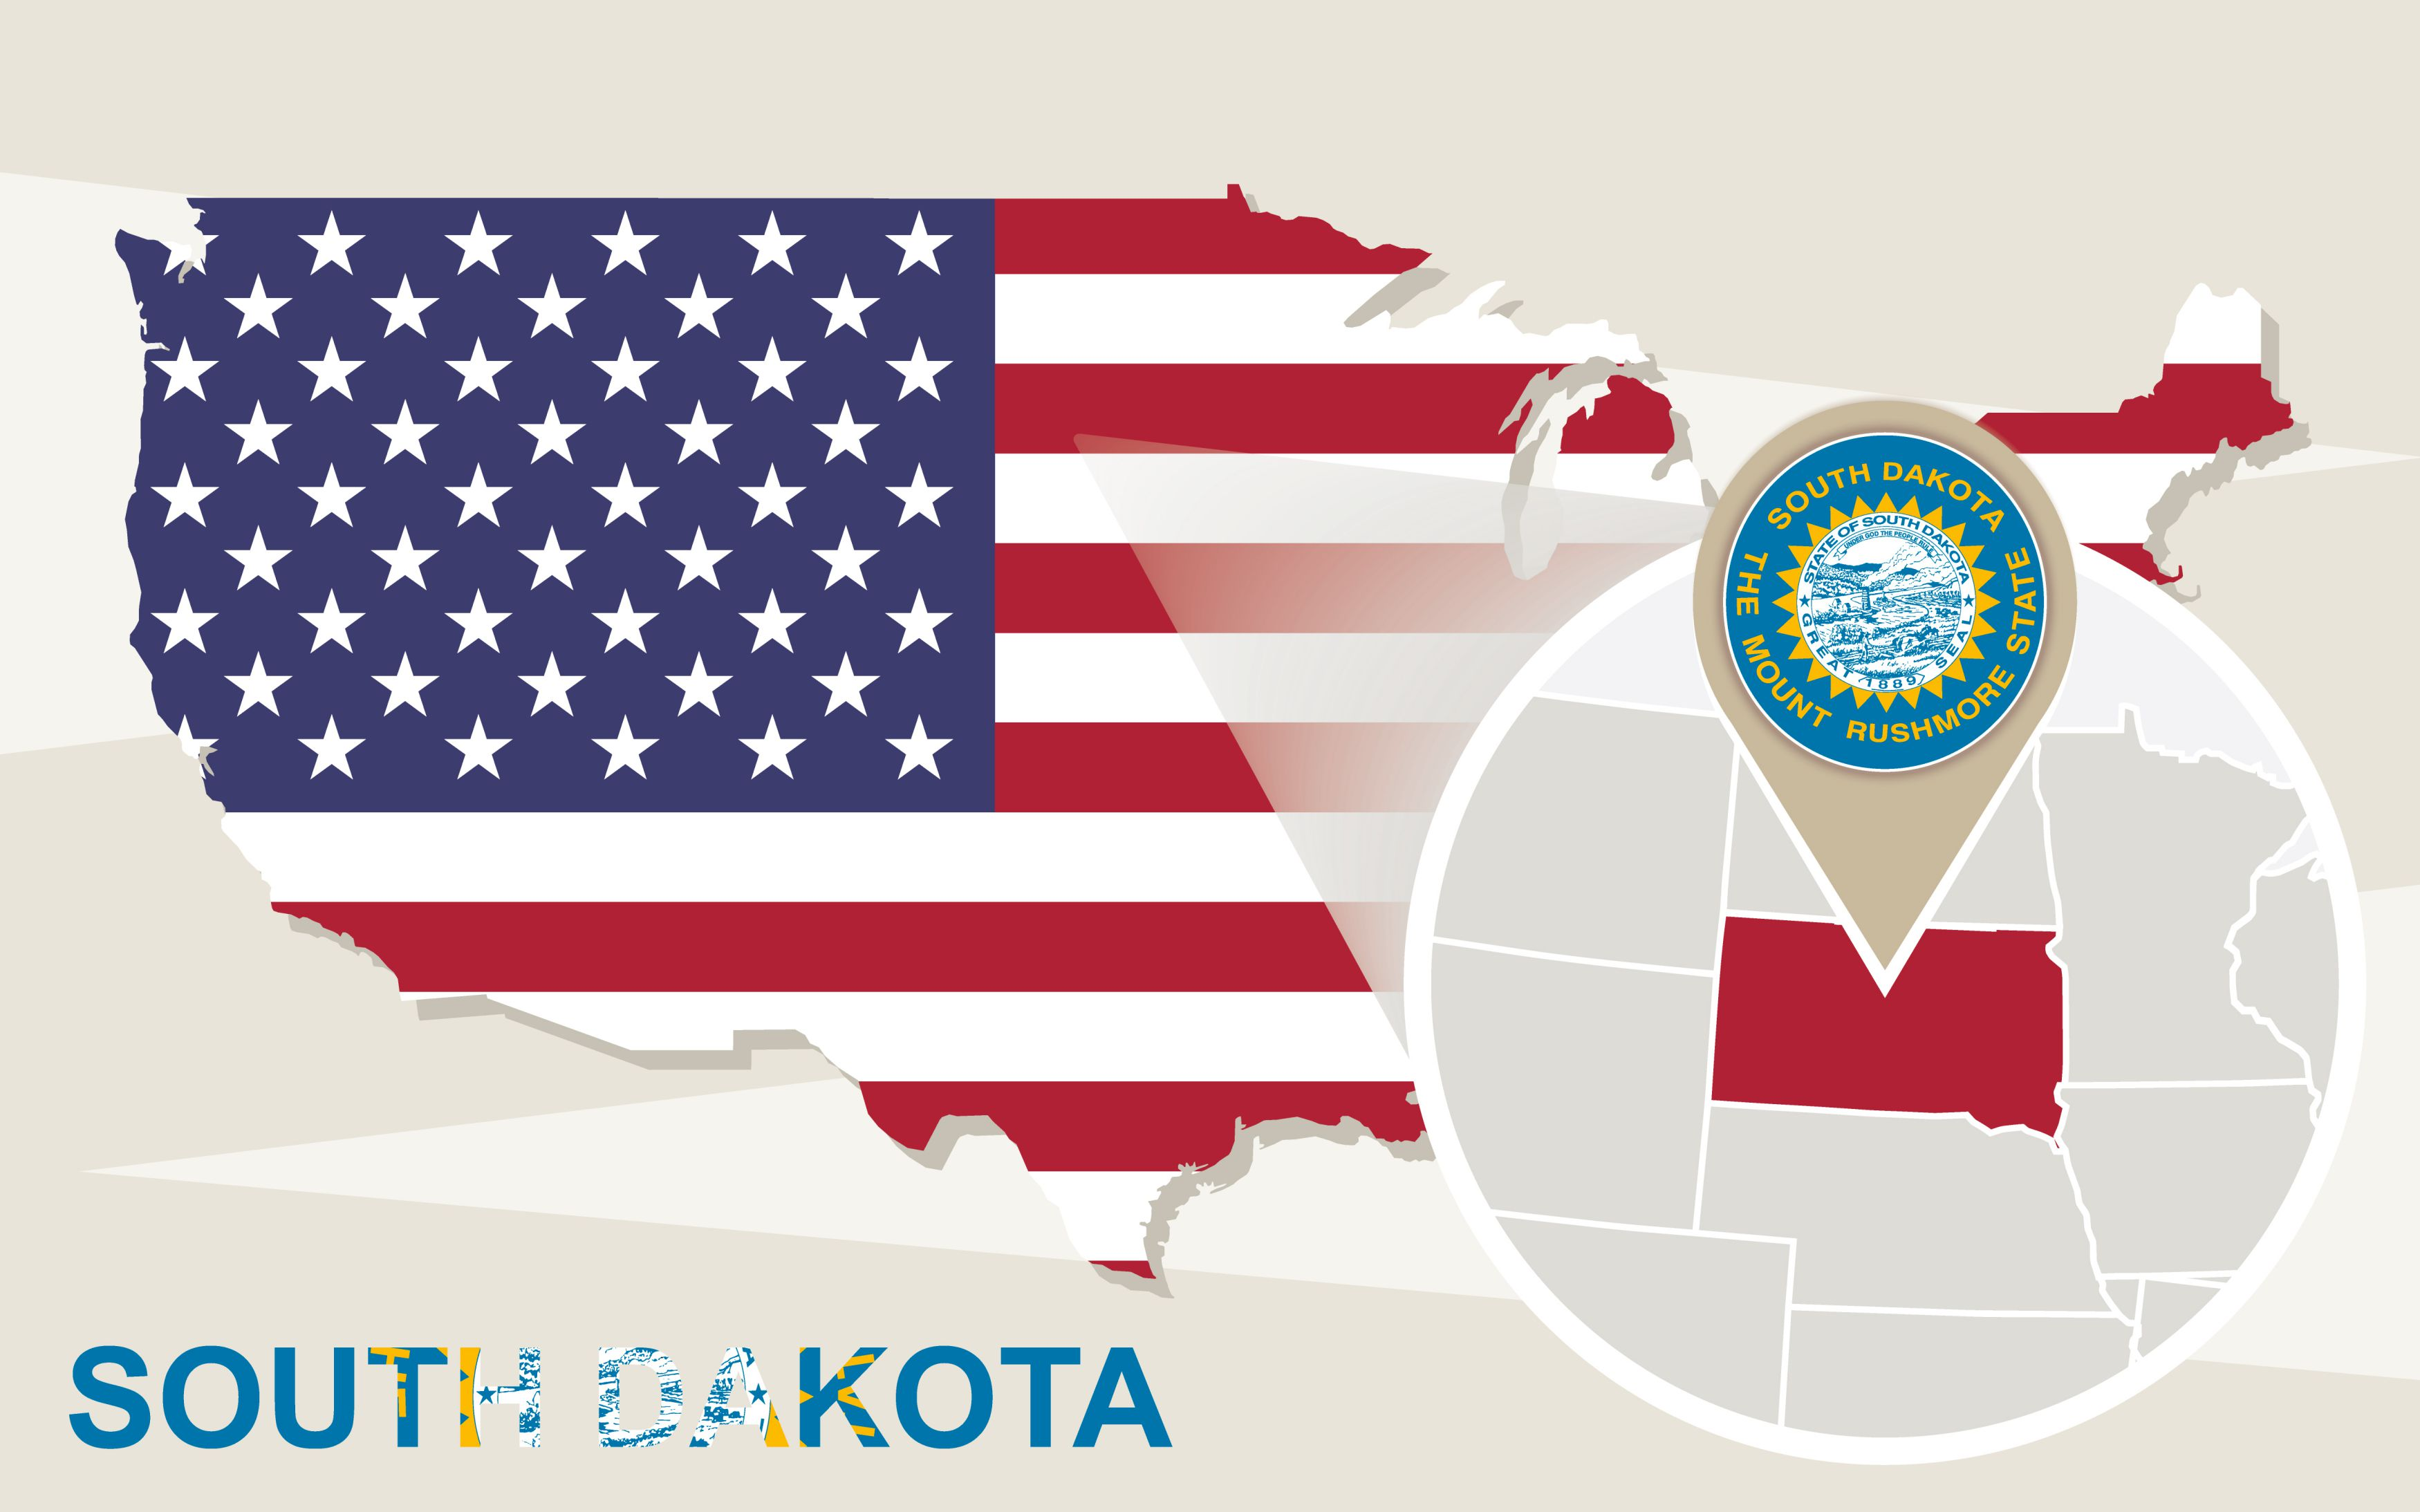 SOUTH DAKOTA
THE MOUNT RUSHMORE STATE
STATE OF SOUTH DAKOTA
UNDER GOD THE PEOPLE RULE
GREAT SEAL
1889
SOUTH DAKOTA